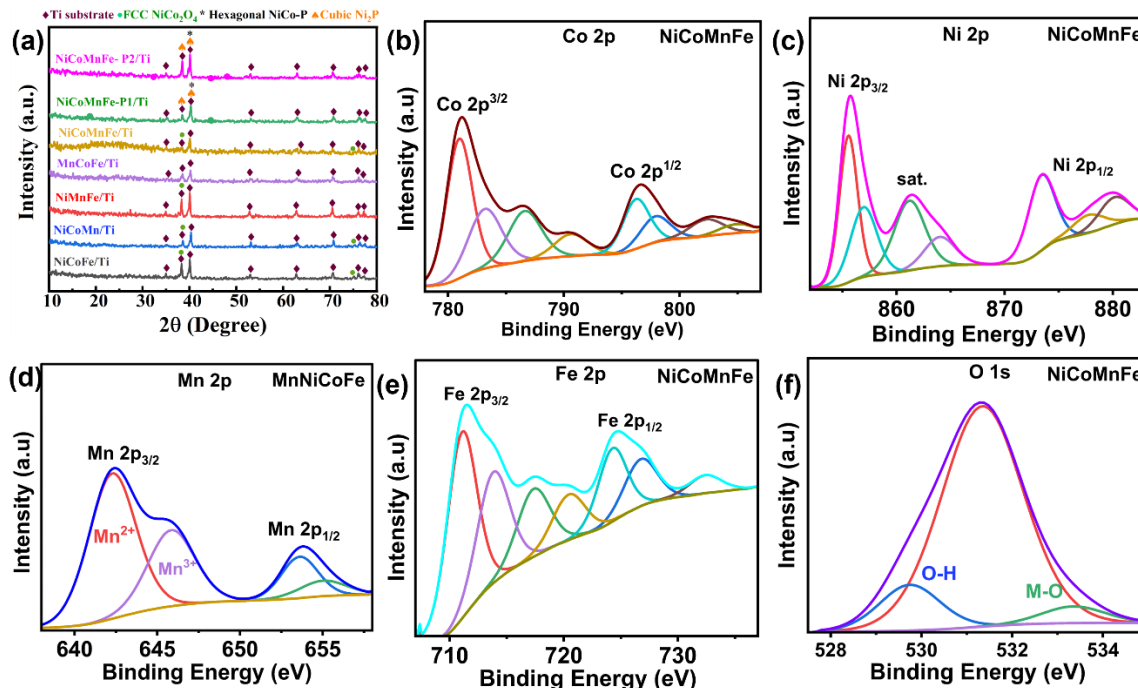 ♦Ti substrate ●FCC NiCo₂O₄ * Hexagonal NiCo-P ♠Cubic Ni₂P
(a)
Intensity (a.u.)
NiCoMnFe- P2/Ti
NiCoMnFe-P1/Ti
NiCoMnFe/Ti
MnCoFe/Ti
NiMnFe/Ti
NiCoMn/Ti
NiCoFe/Ti
10 20 30 40 50 60 70 80
2θ (Degree)
(b)
Co 2p NiCoMnFe
Co 2p³/²
Co 2p¹/²
Intensity (a.u)
780 790 800
Binding Energy (eV)
(c)
Ni 2p NiCoMnFe
Ni 2p₃/₂
sat.
Ni 2p₁/₂
Intensity (a.u)
860 870 880
Binding Energy (eV)
(d)
Mn 2p MnNiCoFe
Mn 2p₃/₂
Mn²⁺
Mn³⁺
Mn 2p₁/₂
Intensity (a.u)
640 645 650 655
Binding Energy (eV)
(e)
Fe 2p NiCoMnFe
Fe 2p₃/₂
Fe 2p₁/₂
Intensity (a.u)
710 720 730
Binding Energy (eV)
(f)
O 1s NiCoMnFe
O-H
M-O
Intensity (a.u)
528 530 532 534
Binding Energy (eV)